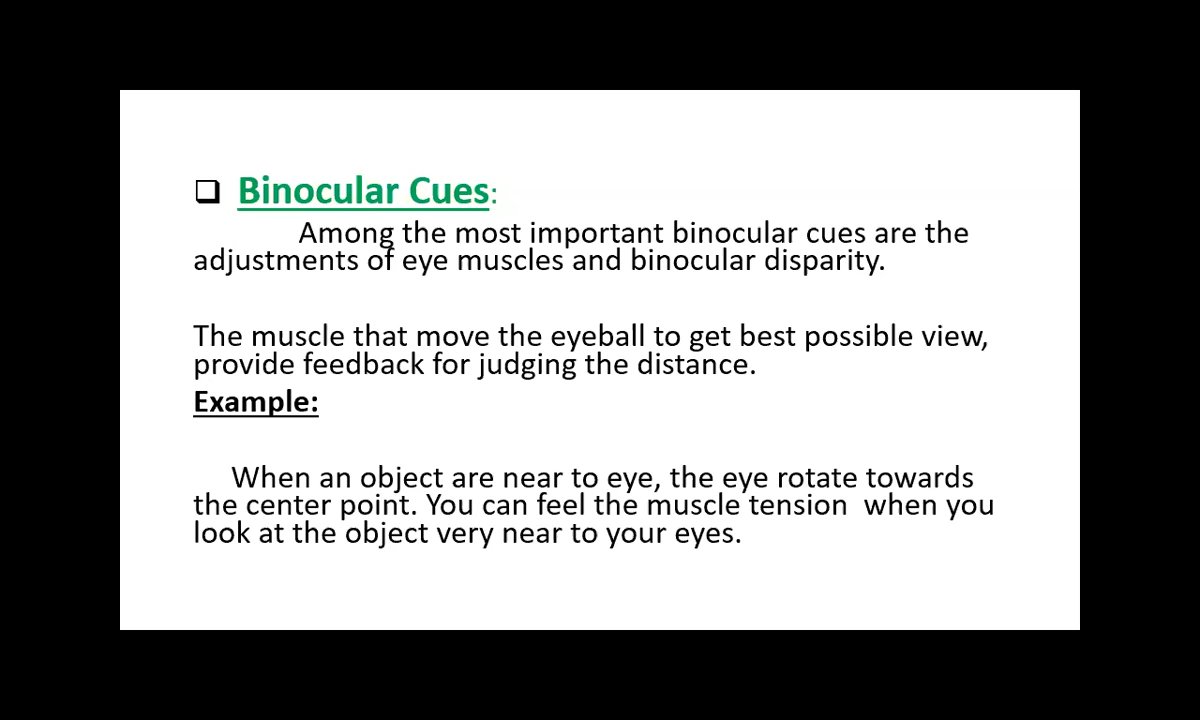 ❑ Binocular Cues:
Among the most important binocular cues are the
adjustments of eye muscles and binocular disparity.
The muscle that move the eyeball to get best possible view,
provide feedback for judging the distance.
Example:
When an object are near to eye, the eye rotate towards
the center point. You can feel the muscle tension  when you
look at the object very near to your eyes.